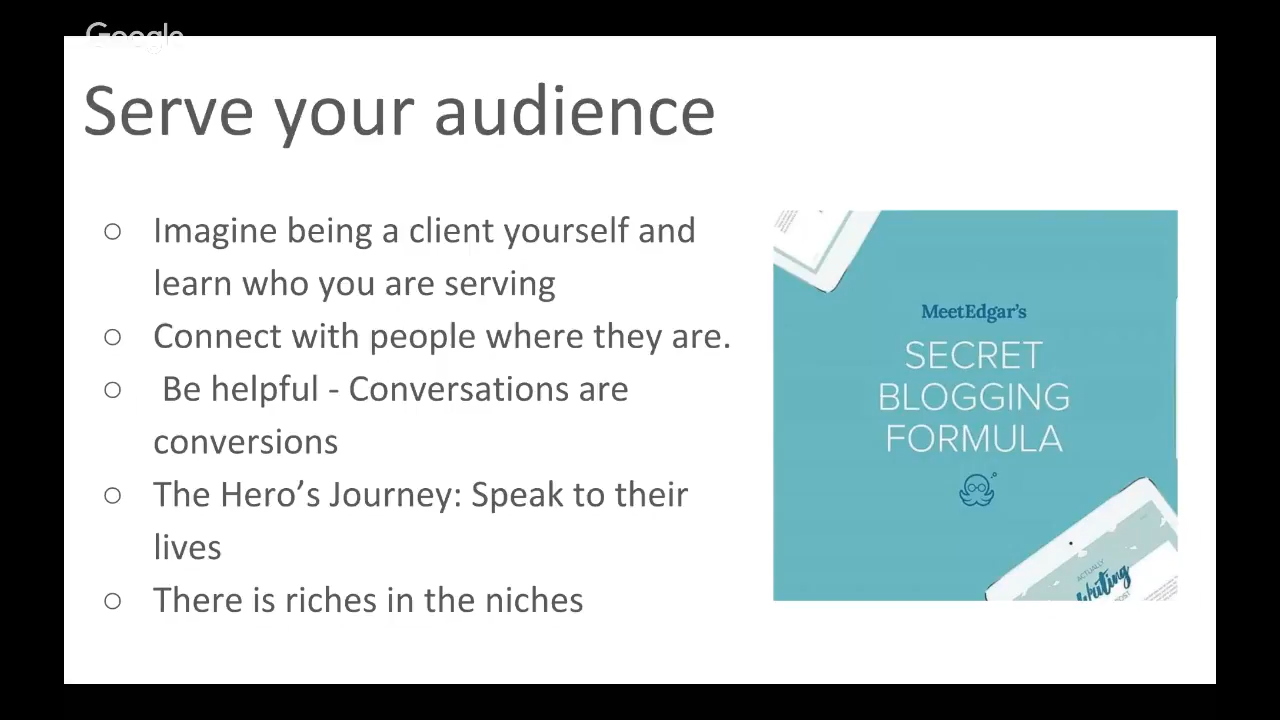 Google
Serve your audience
○ Imagine being a client yourself and
learn who you are serving
○ Connect with people where they are.
○ Be helpful - Conversations are
conversions
○ The Hero’s Journey: Speak to their
lives
○ There is riches in the niches
MeetEdgar's
SECRET
BLOGGING
FORMULA
ACTUALLY
Writing